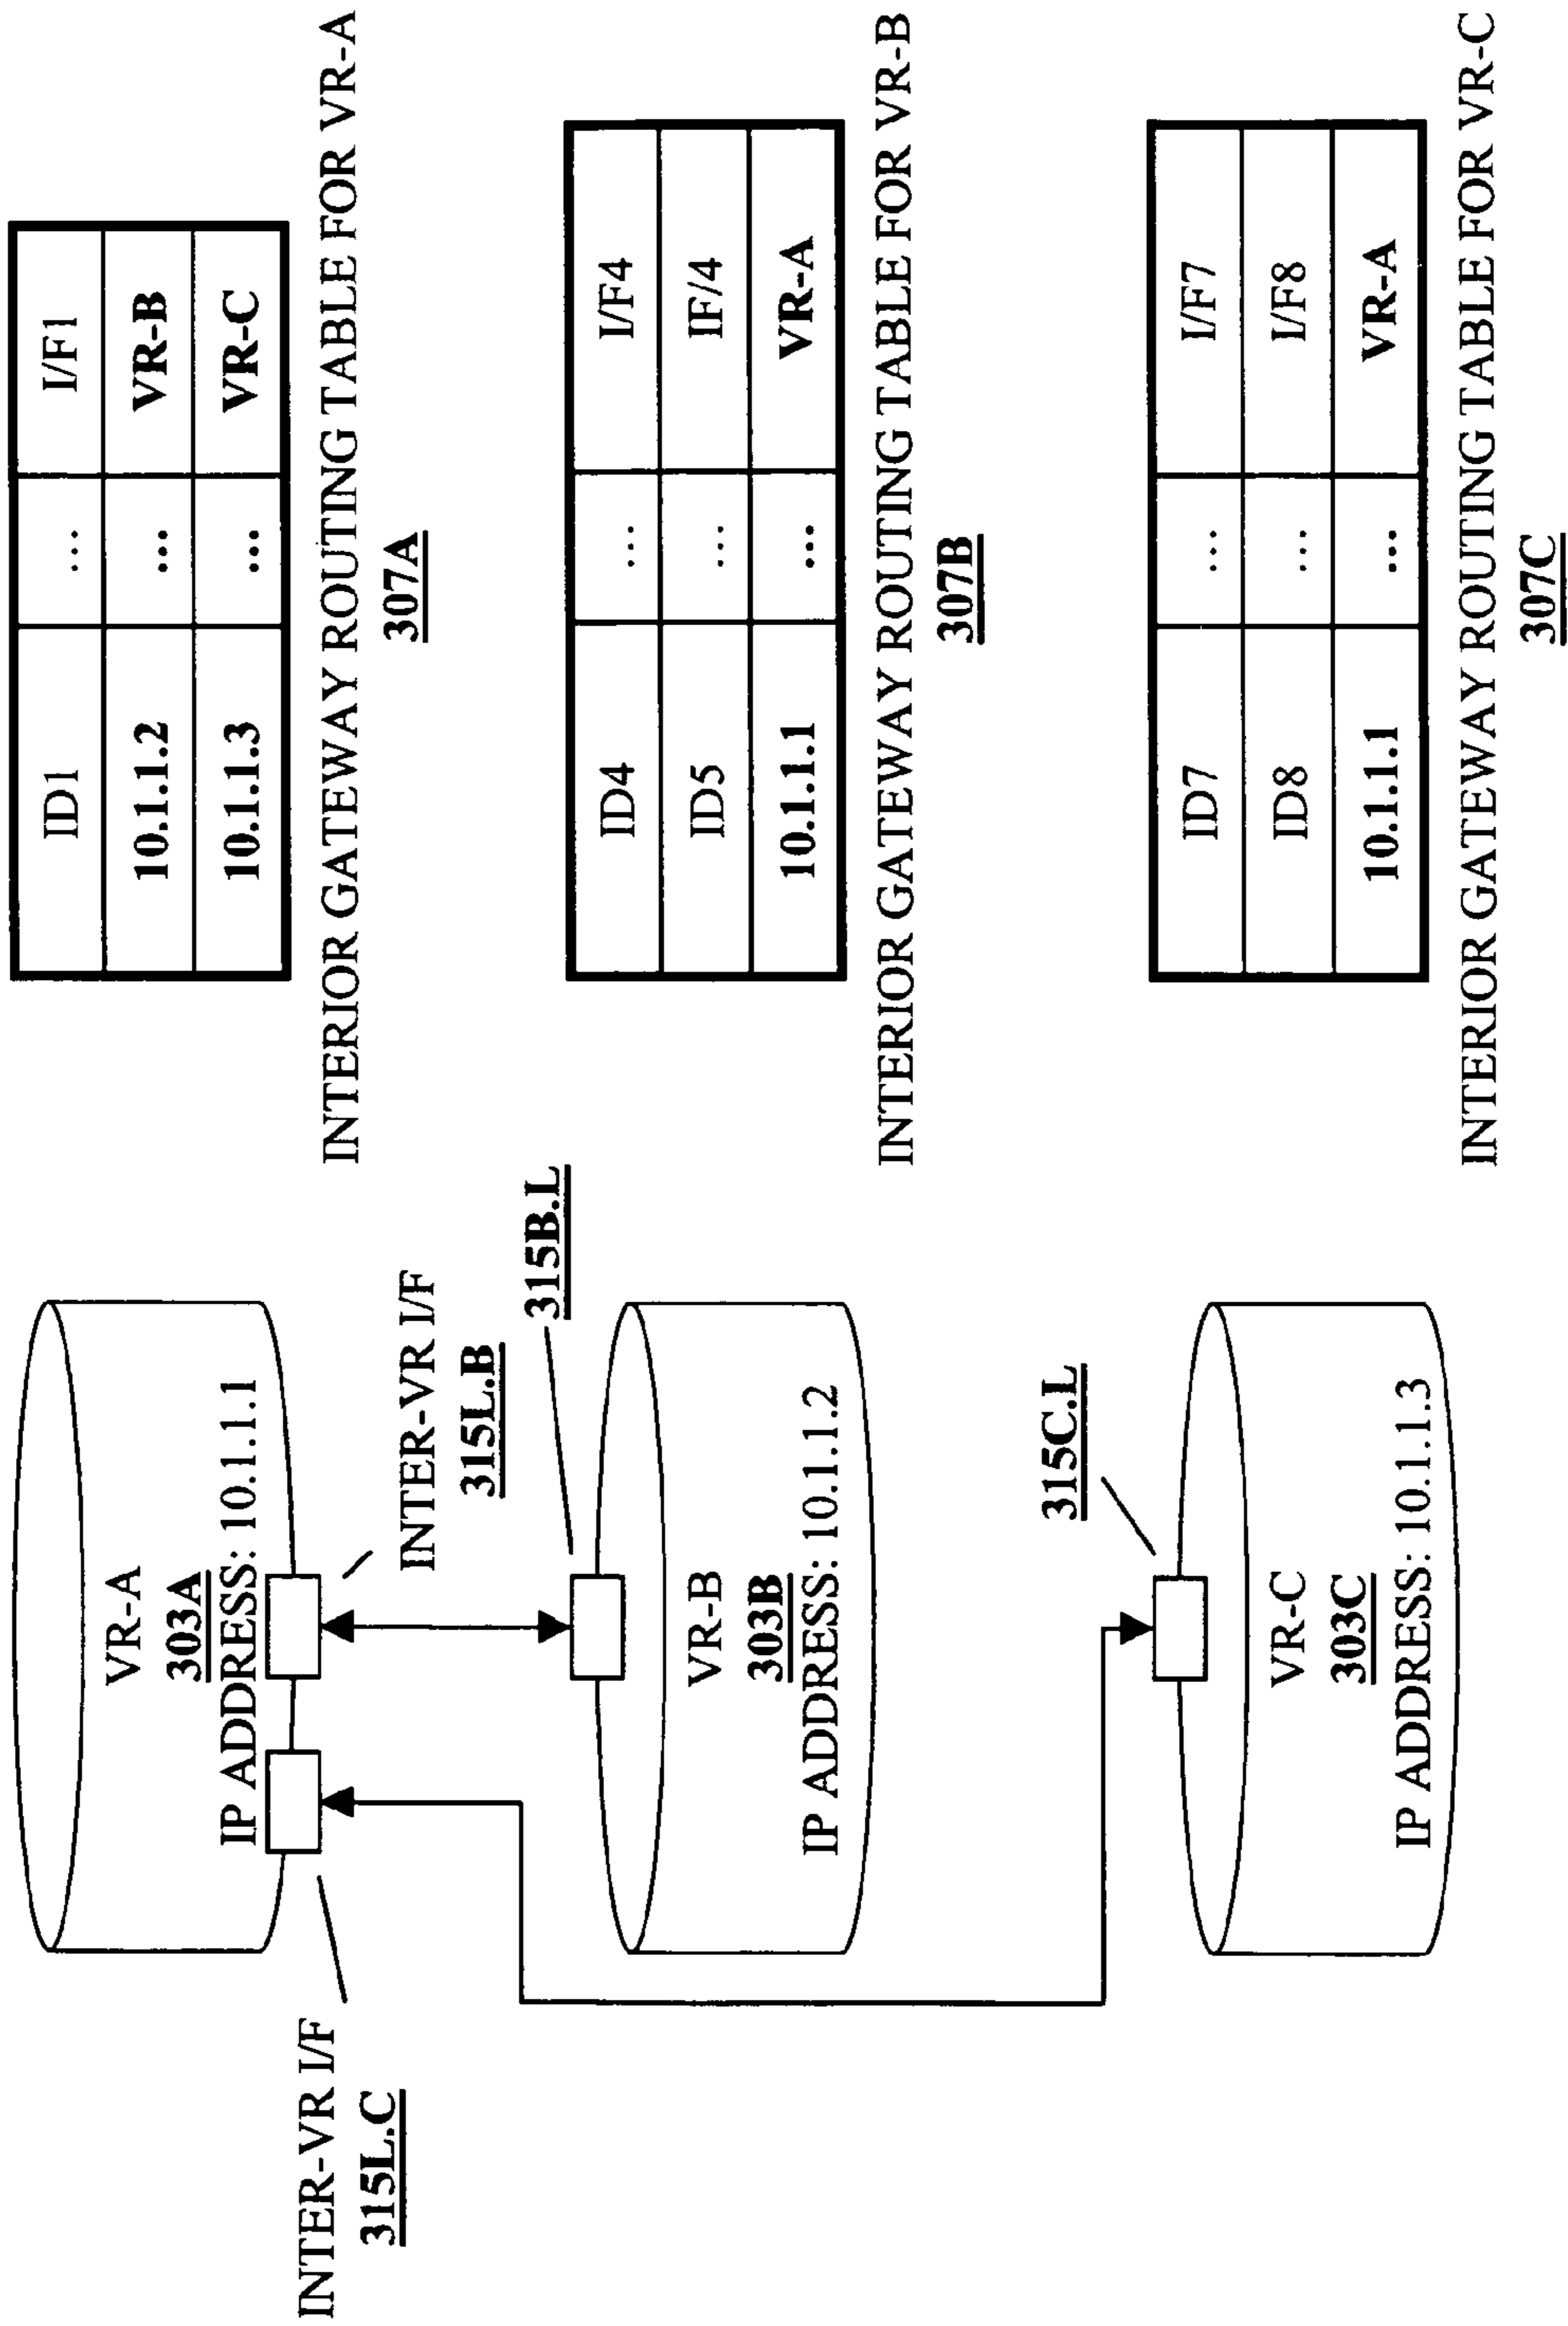 VR-A
303A
IP ADDRESS: 10.1.1.1
INTER-VR I/F
315L.C
INTER-VR I/F
315L.B
315B.L
VR-B
303B
IP ADDRESS: 10.1.1.2
315C.L
VR-C
303C
IP ADDRESS: 10.1.1.3
ID1 ... I/F1
10.1.1.2 ... VR-B
10.1.1.3 ... VR-C
INTERIOR GATEWAY ROUTING TABLE FOR VR-A
307A
ID4 ... I/F4
ID5 ... IF/4
10.1.1.1 ... VR-A
INTERIOR GATEWAY ROUTING TABLE FOR VR-B
307B
ID7 ... I/F7
ID8 ... I/F8
10.1.1.1 ... VR-A
INTERIOR GATEWAY ROUTING TABLE FOR VR-C
307C